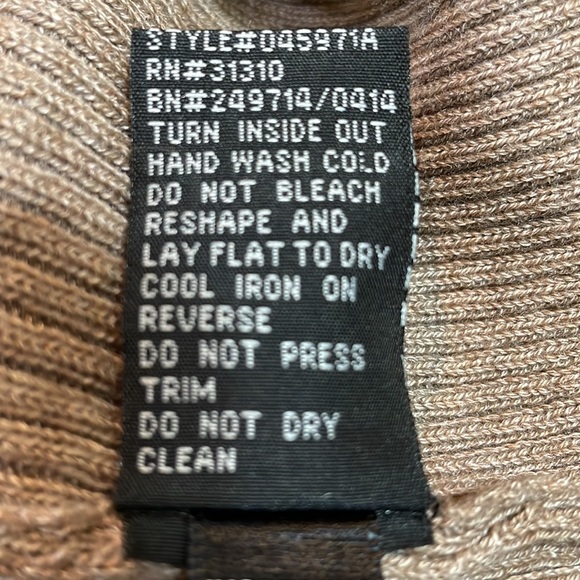 STYLE#045971A
RN#31310
BN#249714/0414
TURN INSIDE OUT
HAND WASH COLD
DO NOT BLEACH
RESHAPE AND
LAY FLAT TO DRY
COOL IRON ON
REVERSE
DO NOT PRESS
TRIM
DO NOT DRY
CLEAN